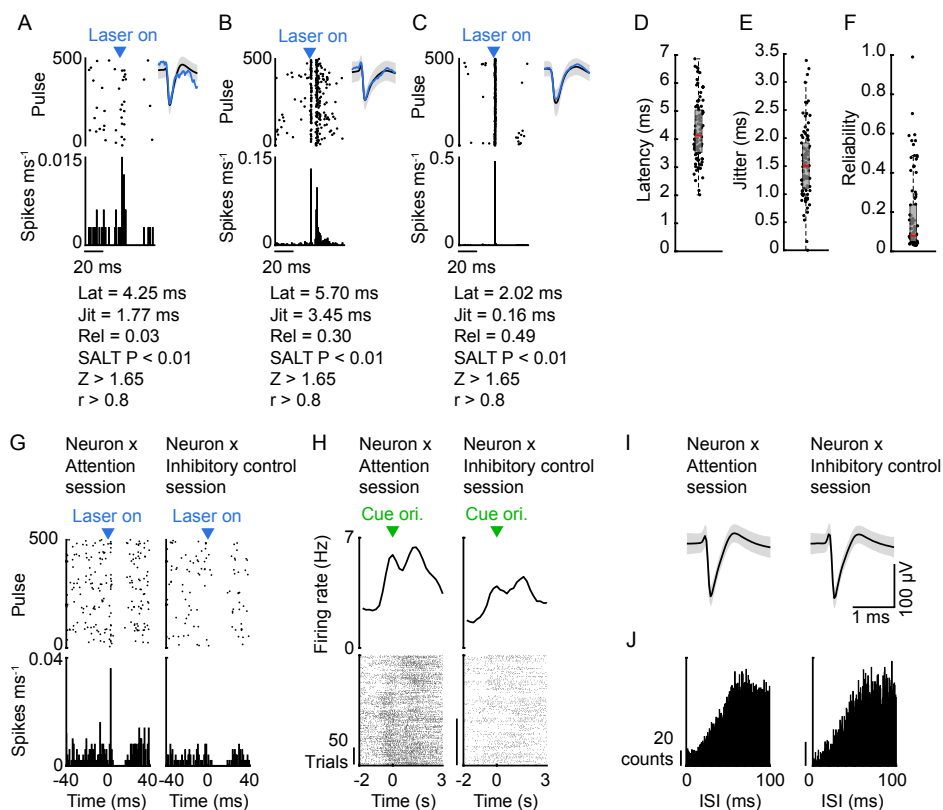 A
Laser on
500
Pulse
0
0.015
Spikes ms-1
0
20 ms
Lat = 4.25 ms
Jit = 1.77 ms
Rel = 0.03
SALT P < 0.01
Z > 1.65
r > 0.8
B
Laser on
500
Pulse
0
0.15
Spikes ms-1
0
20 ms
Lat = 5.70 ms
Jit = 3.45 ms
Rel = 0.30
SALT P < 0.01
Z > 1.65
r > 0.8
C
Laser on
500
Pulse
0
0.5
Spikes ms-1
0
20 ms
Lat = 2.02 ms
Jit = 0.16 ms
Rel = 0.49
SALT P < 0.01
Z > 1.65
r > 0.8
D
Latency (ms)
7
6
5
4
3
2
1
0
E
Jitter (ms)
3.5
3.0
2.5
2.0
1.5
1.0
0.5
0.0
F
Reliability
1.0
0.8
0.6
0.4
0.2
0
G
Neuron x
Attention
session
Neuron x
Inhibitory control
session
Laser on
Laser on
500
Pulse
0
0.04
Spikes ms-1
0
-40 0 40
-40 0 40
Time (ms)
Time (ms)
H
Neuron x
Attention
session
Neuron x
Inhibitory control
session
Cue ori.
Cue ori.
7
Firing rate (Hz)
0
50
Trials
-2 0 3
-2 0 3
Time (s)
Time (s)
I
Neuron x
Attention
session
Neuron x
Inhibitory control
session
1 ms
100 µV
J
20
counts
0 100
0 100
ISI (ms)
ISI (ms)